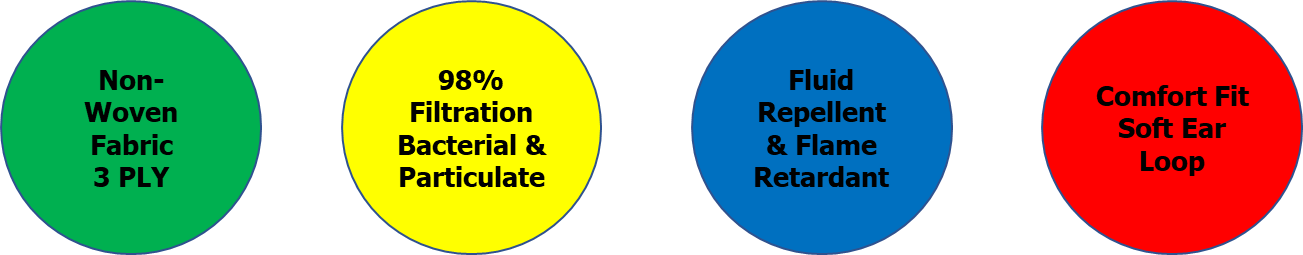 Non-
Woven
Fabric
3 PLY
98%
Filtration
Bacterial &
Particulate
Fluid
Repellent
& Flame
Retardant
Comfort Fit
Soft Ear
Loop